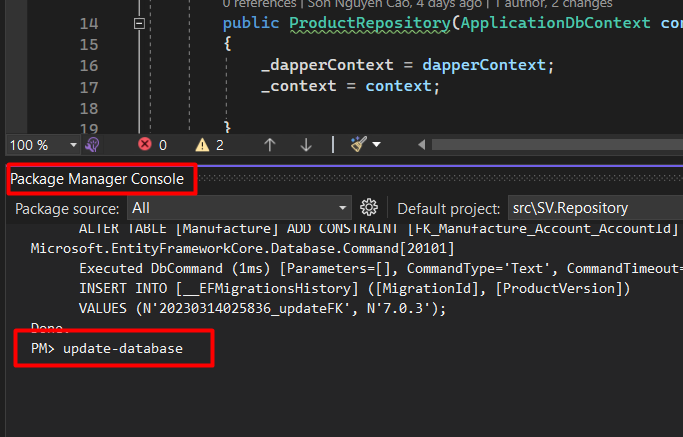 0 references | Son Nguyen Cao, 4 days ago | 1 author, 2 changes
14 public ProductRepository(ApplicationDbContext con
15 {
16 _dapperContext = dapperContext;
17 _context = context;
18
19 }
100 % 0 2
Package Manager Console
Package source: All Default project: src\SV.Repository
ALTER TABLE [Manufacture] ADD CONSTRAINT [FK_Manufacture_Account_AccountId]
Microsoft.EntityFrameworkCore.Database.Command[20101]
Executed DbCommand (1ms) [Parameters=[], CommandType='Text', CommandTimeout=
INSERT INTO [__EFMigrationsHistory] ([MigrationId], [ProductVersion])
VALUES (N'20230314025836_updateFK', N'7.0.3');
Done.
PM> update-database